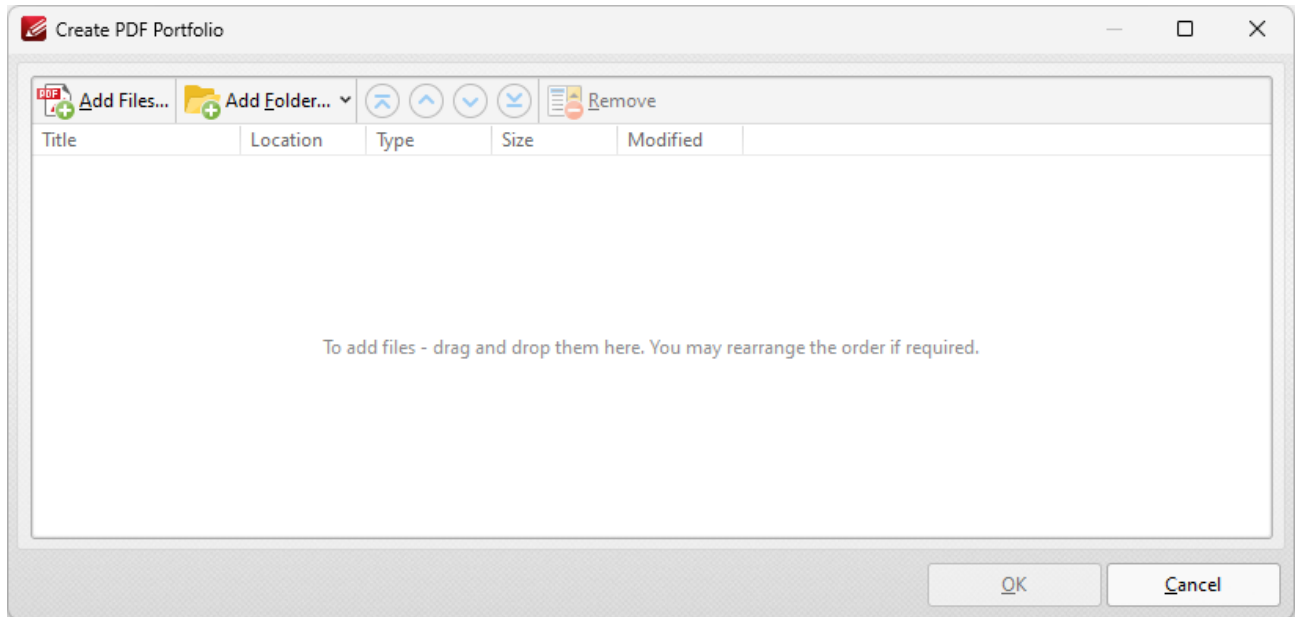 Create PDF Portfolio
PDF Add Files... Add Folder... Remove
Title Location Type Size Modified
To add files - drag and drop them here. You may rearrange the order if required.
OK Cancel